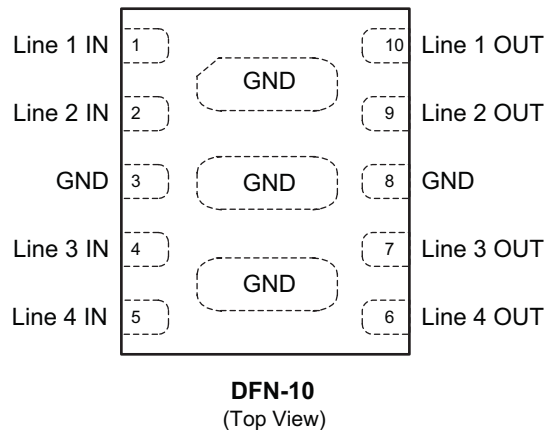 Line 1 IN 1 10 Line 1 OUT
GND
Line 2 IN 2 9 Line 2 OUT
GND 3 GND 8 GND
Line 3 IN 4 7 Line 3 OUT
GND
Line 4 IN 5 6 Line 4 OUT
DFN-10
(Top View)